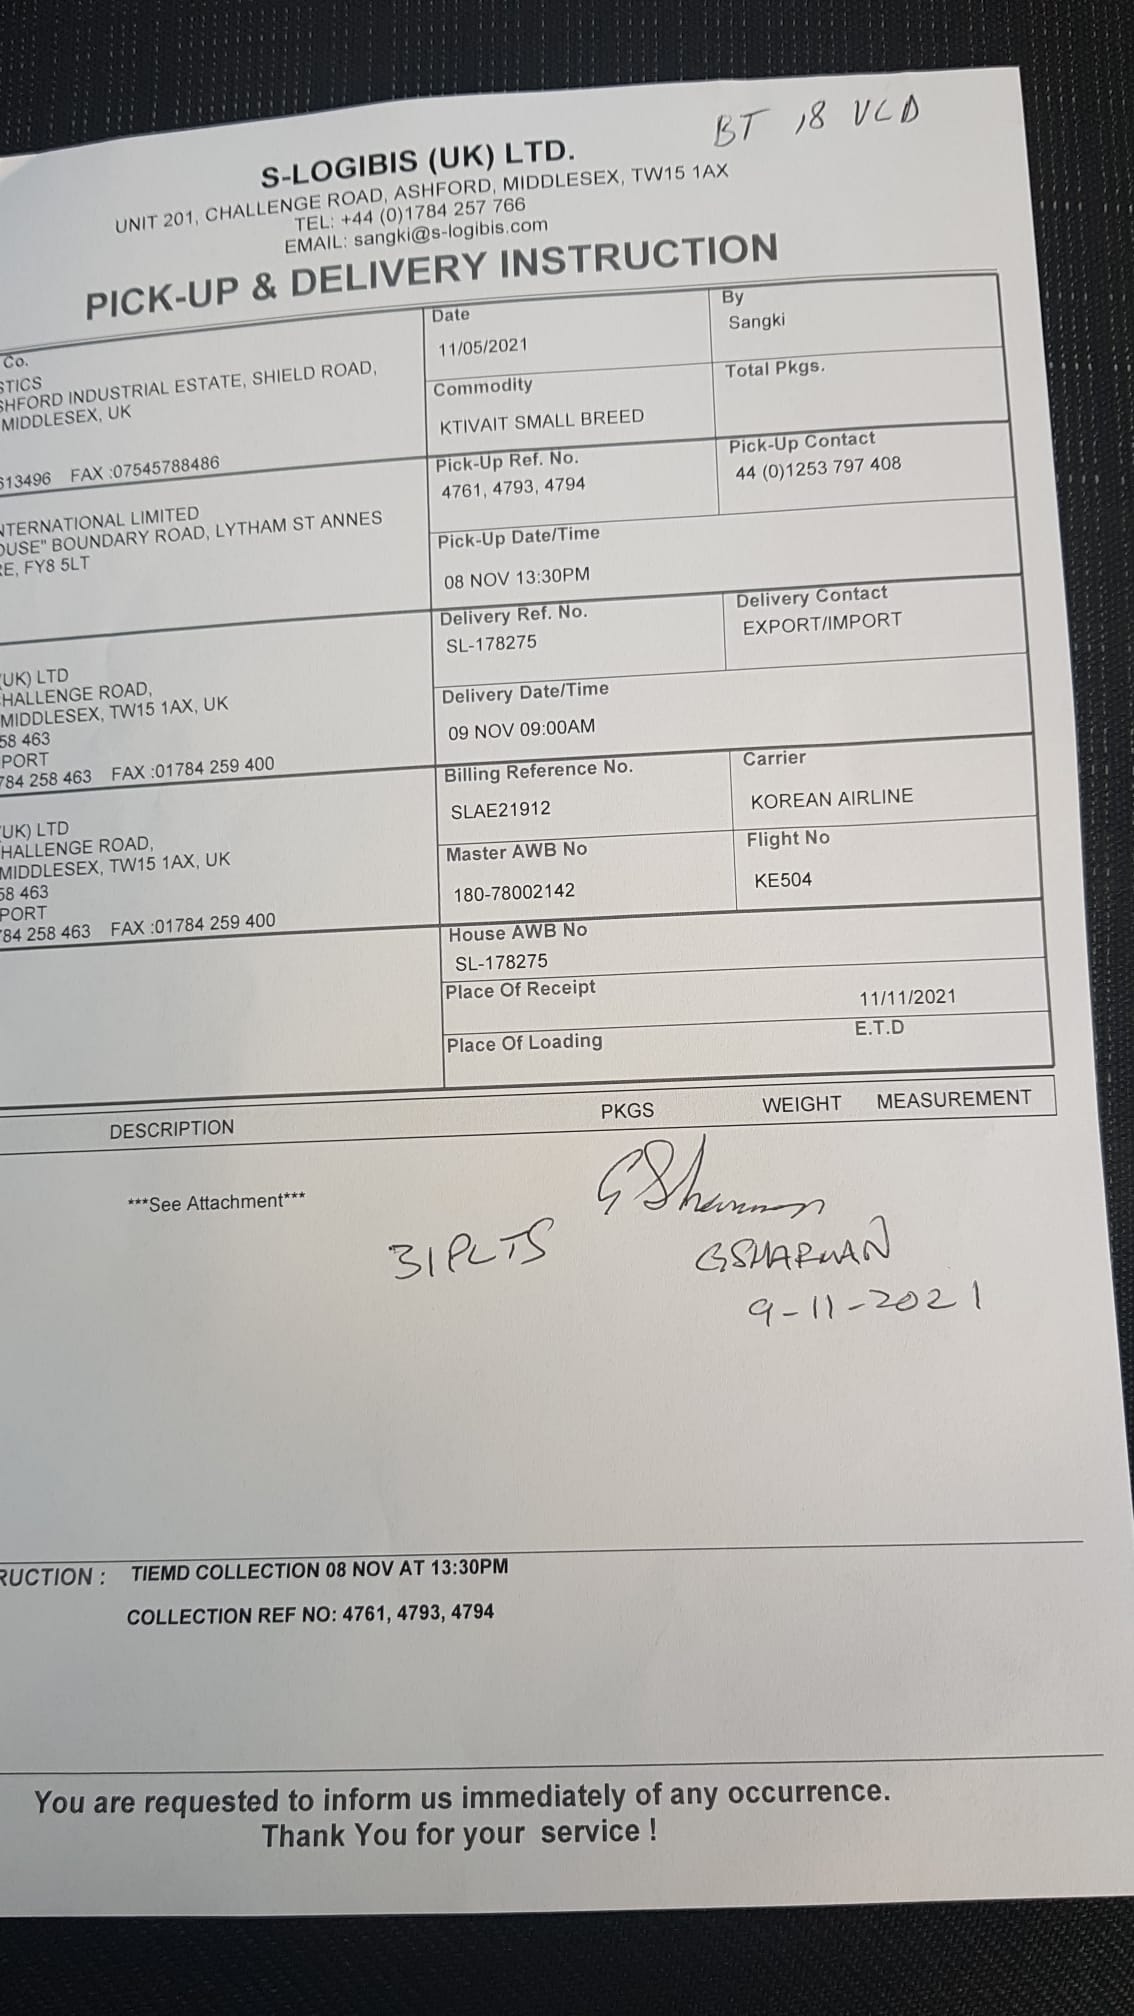 BT 18 VCD
S-LOGIBIS (UK) LTD.
UNIT 201, CHALLENGE ROAD, ASHFORD, MIDDLESEX, TW15 1AX
TEL: +44 (0)1784 257 766
EMAIL: sangki@s-logibis.com
PICK-UP & DELIVERY INSTRUCTION
Co.
STICS
SHFORD INDUSTRIAL ESTATE, SHIELD ROAD,
MIDDLESEX, UK
613496 FAX :07545788486
Date
11/05/2021
By
Sangki
Commodity
KTIVAIT SMALL BREED
Total Pkgs.
Pick-Up Ref. No.
4761, 4793, 4794
Pick-Up Contact
44 (0)1253 797 408
NTERNATIONAL LIMITED
OUSE" BOUNDARY ROAD, LYTHAM ST ANNES
RE, FY8 5LT
Pick-Up Date/Time
08 NOV 13:30PM
Delivery Ref. No.
SL-178275
Delivery Contact
EXPORT/IMPORT
(UK) LTD
HALLENGE ROAD,
MIDDLESEX, TW15 1AX, UK
58 463
PORT
784 258 463 FAX :01784 259 400
Delivery Date/Time
09 NOV 09:00AM
Billing Reference No.
SLAE21912
Carrier
KOREAN AIRLINE
(UK) LTD
HALLENGE ROAD,
MIDDLESEX, TW15 1AX, UK
58 463
PORT
84 258 463 FAX :01784 259 400
Master AWB No
180-78002142
Flight No
KE504
House AWB No
SL-178275
Place Of Receipt
11/11/2021
Place Of Loading
E.T.D
DESCRIPTION PKGS WEIGHT MEASUREMENT
***See Attachment***
G Sharman
31 PLTS
GSHARMAN
9-11-2021
RUCTION : TIEMD COLLECTION 08 NOV AT 13:30PM
COLLECTION REF NO: 4761, 4793, 4794
You are requested to inform us immediately of any occurrence.
Thank You for your service !